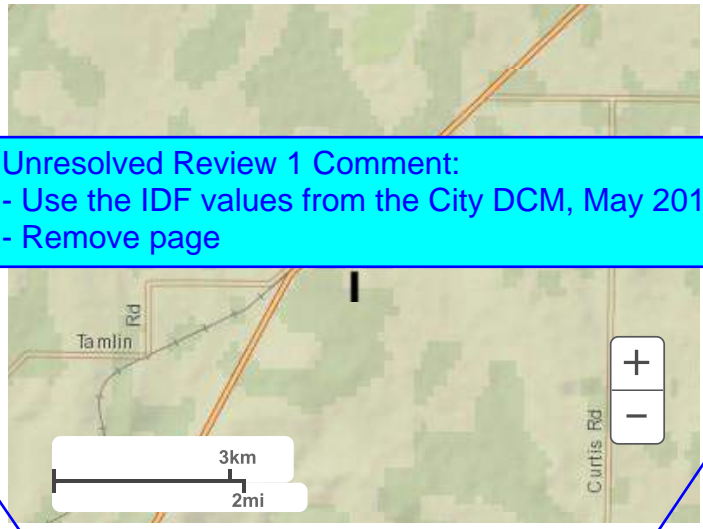 Unresolved Review 1 Comment:
- Use the IDF values from the City DCM, May 201
- Remove page
Tamlin
Rd
+
−
Curtis Rd
3km
2mi